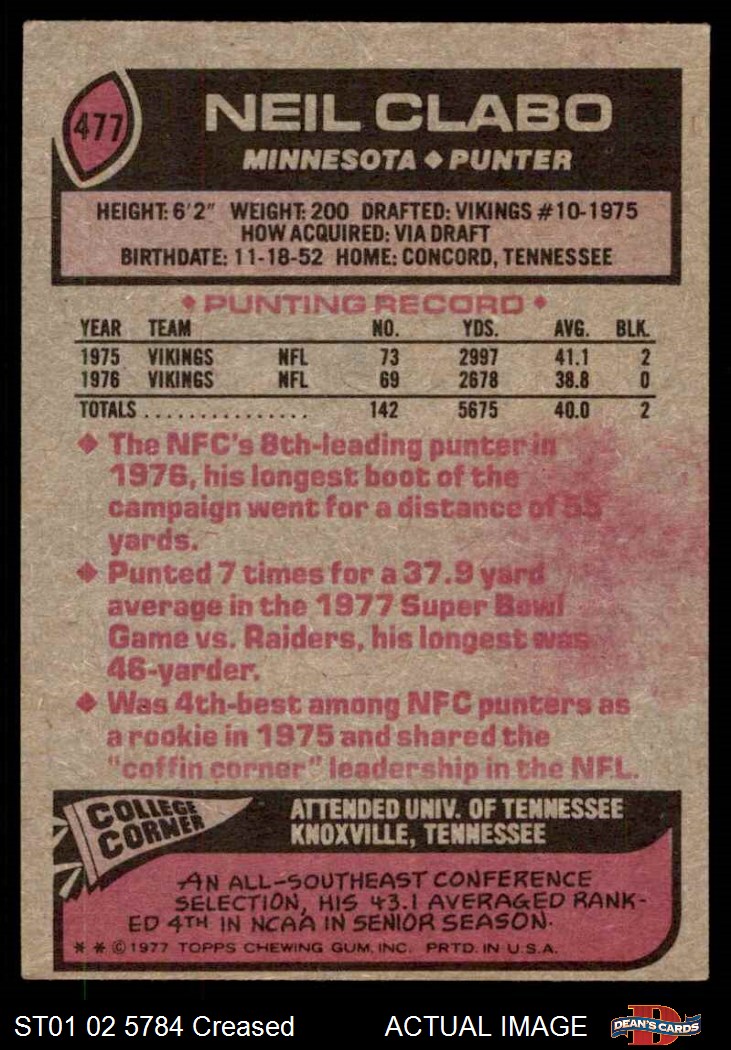 477
NEIL CLABO
MINNESOTA ◆ PUNTER
HEIGHT: 6'2" WEIGHT: 200 DRAFTED: VIKINGS #10-1975
HOW ACQUIRED: VIA DRAFT
BIRTHDATE: 11-18-52 HOME: CONCORD, TENNESSEE
◆ PUNTING RECORD ◆
YEAR TEAM NO. YDS. AVG. BLK.
1975 VIKINGS NFL 73 2997 41.1 2
1976 VIKINGS NFL 69 2678 38.8 0
TOTALS ................ 142 5675 40.0 2
◆ The NFC's 8th-leading punter in
1976, his longest boot of the
campaign went for a distance of 55
yards.
◆ Punted 7 times for a 37.9 yard
average in the 1977 Super Bowl
Game vs. Raiders, his longest was
46-yarder.
◆ Was 4th-best among NFC punters as
a rookie in 1975 and shared the
"coffin corner" leadership in the NFL.
COLLEGE
CORNER
ATTENDED UNIV. OF TENNESSEE
KNOXVILLE, TENNESSEE
AN ALL-SOUTHEAST CONFERENCE
SELECTION, HIS 43.1 AVERAGED RANK-
ED 4TH IN NCAA IN SENIOR SEASON.
* * © 1977 TOPPS CHEWING GUM, INC. PRTD. IN U.S.A.
ST01 02 5784 Creased ACTUAL IMAGE
D
DEAN'S CARDS